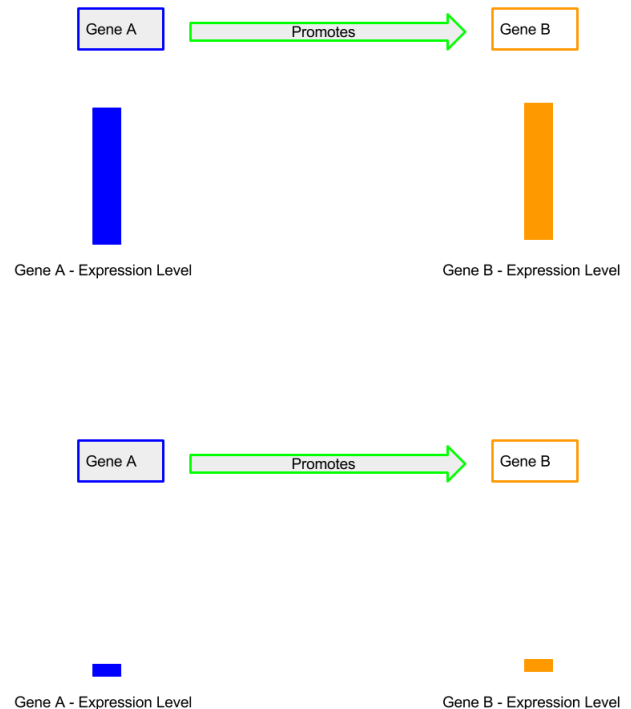 Gene A
Promotes
Gene B
Gene A - Expression Level
Gene B - Expression Level
Gene A
Promotes
Gene B
Gene A - Expression Level
Gene B - Expression Level